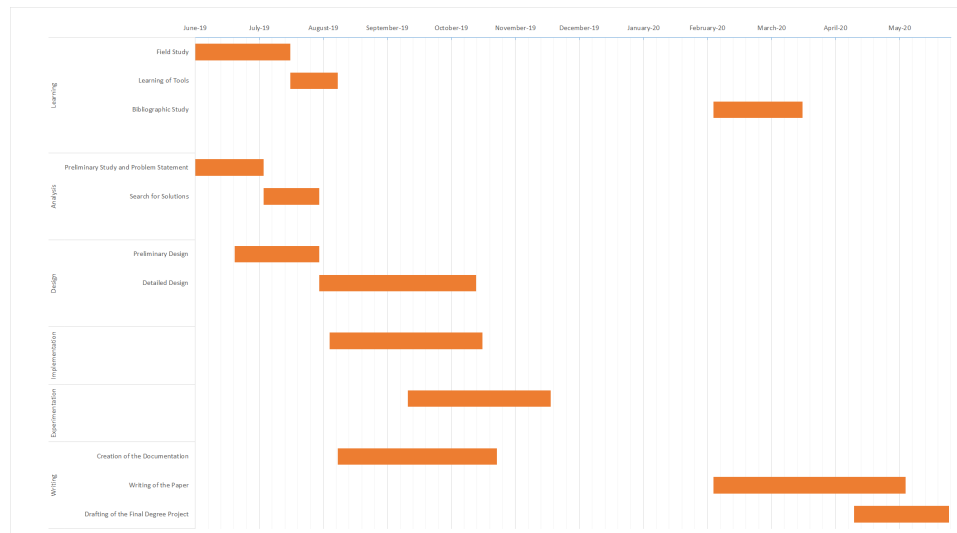 June-19 July-19 August-19 September-19 October-19 November-19 December-19 January-20 February-20 March-20 April-20 May-20
Learning
Field Study
Learning of Tools
Bibliographic Study
Analysis
Preliminary Study and Problem Statement
Search for Solutions
Design
Preliminary Design
Detailed Design
Implementation
Experimentation
Writing
Creation of the Documentation
Writing of the Paper
Drafting of the Final Degree Project